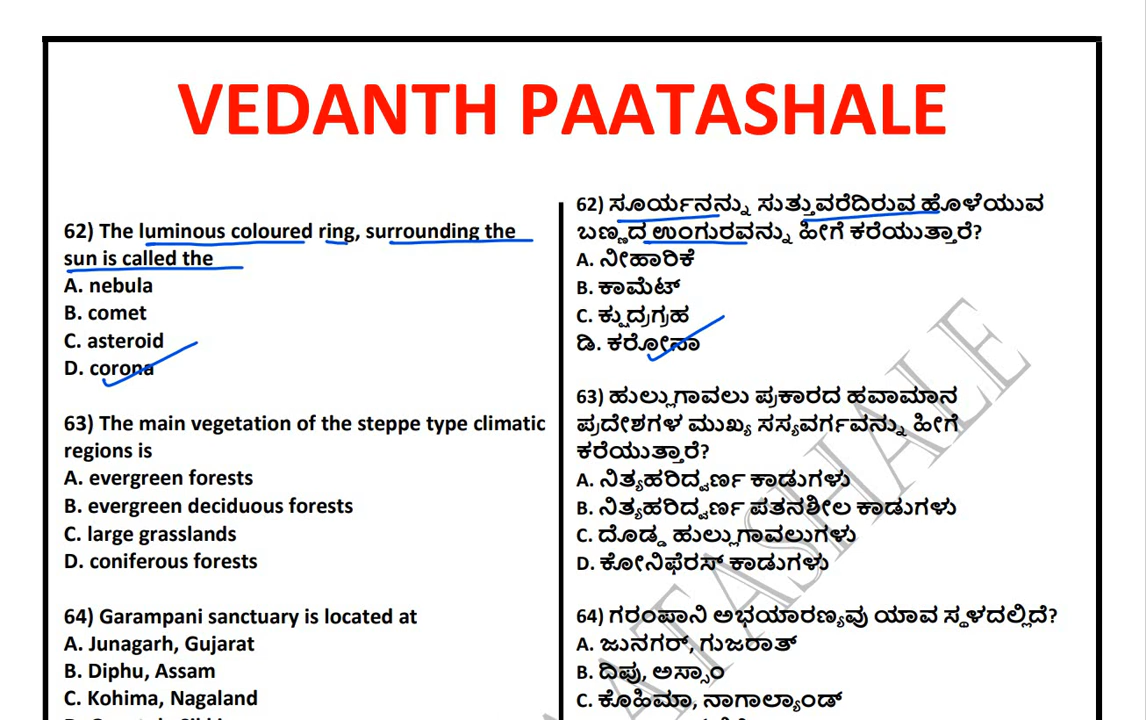 VEDANTH PAATASHALE
62) The luminous coloured ring, surrounding the
sun is called the
A. nebula
B. comet
C. asteroid
D. corona
63) The main vegetation of the steppe type climatic
regions is
A. evergreen forests
B. evergreen deciduous forests
C. large grasslands
D. coniferous forests
64) Garampani sanctuary is located at
A. Junagarh, Gujarat
B. Diphu, Assam
C. Kohima, Nagaland
62) ಸೂರ್ಯನನ್ನು ಸುತ್ತುವರೆದಿರುವ ಹೊಳೆಯುವ
ಬಣ್ಣದ ಉಂಗುರವನ್ನು ಹೀಗೆ ಕರೆಯುತ್ತಾರೆ?
A. ನೀಹಾರಿಕೆ
B. ಕಾಮೆಟ್
C. ಕ್ಷುದ್ರಗ್ರಹ
ಡಿ. ಕರೋನಾ
63) ಹುಲ್ಲುಗಾವಲು ಪ್ರಕಾರದ ಹವಾಮಾನ
ಪ್ರದೇಶಗಳ ಮುಖ್ಯ ಸಸ್ಯವರ್ಗವನ್ನು ಹೀಗೆ
ಕರೆಯುತ್ತಾರೆ?
A. ನಿತ್ಯಹರಿದ್ವರ್ಣ ಕಾಡುಗಳು
B. ನಿತ್ಯಹರಿದ್ವರ್ಣ ಪತನಶೀಲ ಕಾಡುಗಳು
C. ದೊಡ್ಡ ಹುಲ್ಲುಗಾವಲುಗಳು
D. ಕೋನಿಫೆರಸ್ ಕಾಡುಗಳು
64) ಗರಂಪಾನಿ ಅಭಯಾರಣ್ಯವು ಯಾವ ಸ್ಥಳದಲ್ಲಿದೆ?
A. ಜುನಗರ್, ಗುಜರಾತ್
B. ದಿಫು, ಅಸ್ಸಾಂ
C. ಕೊಹಿಮಾ, ನಾಗಾಲ್ಯಾಂಡ್